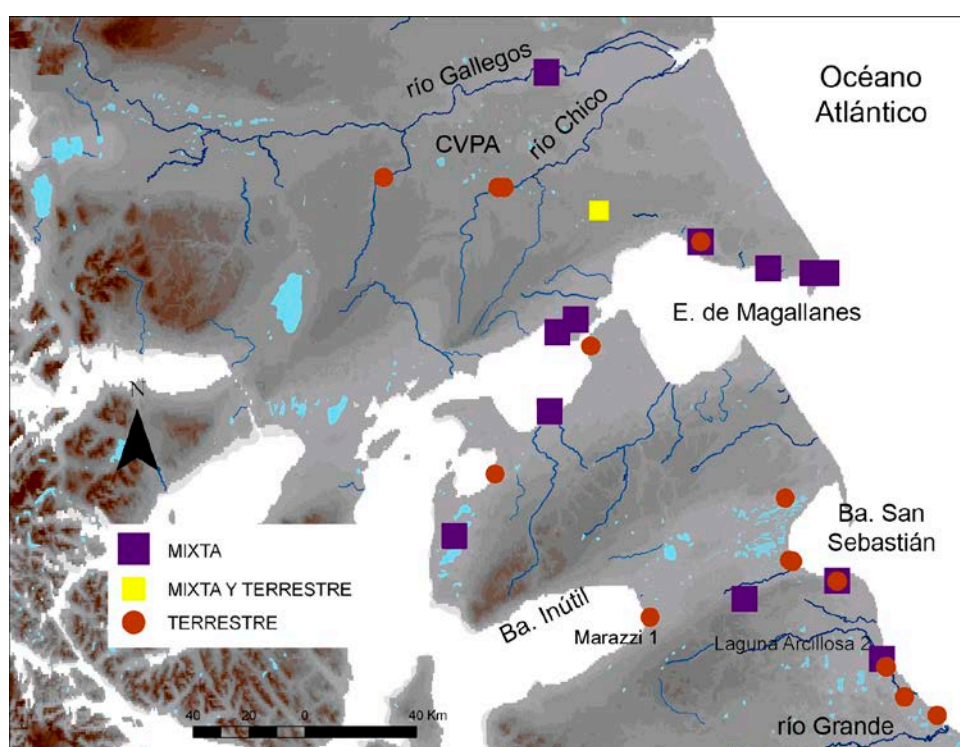 río Gallegos
Océano
Atlántico
CVPA
río Chico
E. de Magallanes
N
Ba. San
Sebastián
MIXTA
MIXTA Y TERRESTRE
TERRESTRE
Ba. Inútil
Marazzi 1
Laguna Arcillosa 2
río Grande
40 20 0 40 Km